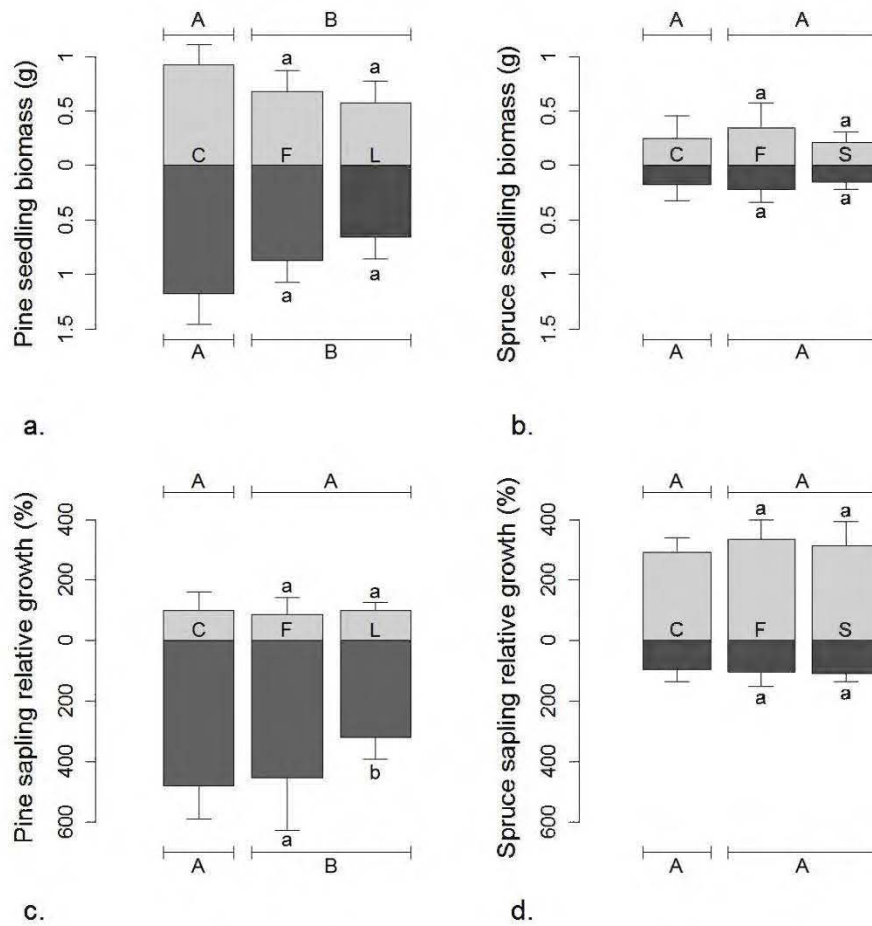 A B
Pine seedling biomass (g)
1 0.5 0 0.5 1 1.5
a a
C F L
a a
A B
a.
A A
Spruce seedling biomass (g)
1 0.5 0 0.5 1 1.5
a a
C F S
a a
A A
b.
A A
Pine sapling relative growth (%)
400 200 0 200 400 600
a a
C F L
a b
A B
c.
A A
Spruce sapling relative growth (%)
400 200 0 200 400 600
a a
C F S
a a
A A
d.